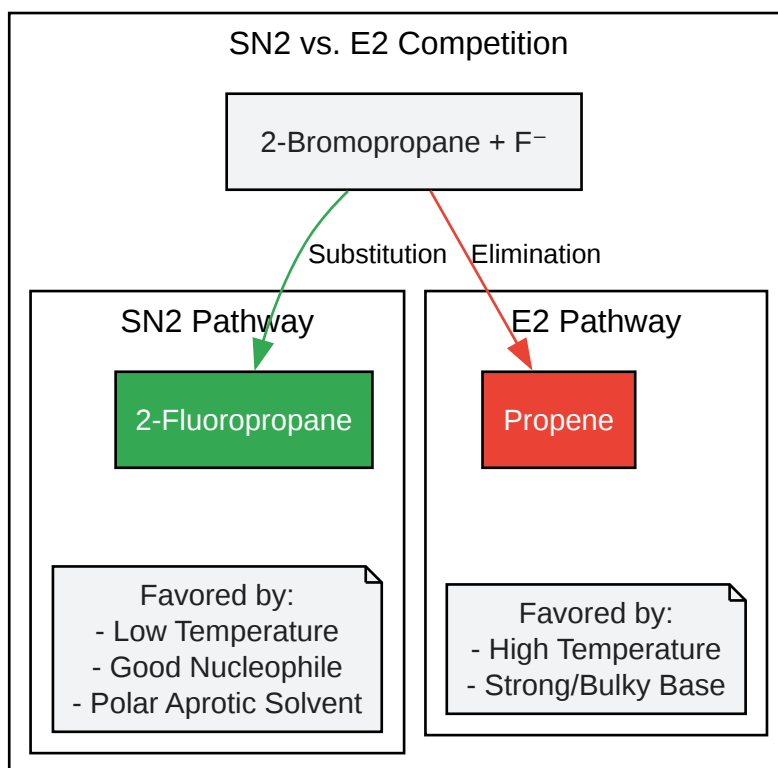 SN2 vs. E2 Competition
2-Bromopropane + F⁻
Substitution
Elimination
SN2 Pathway
E2 Pathway
2-Fluoropropane
Propene
Favored by:
- Low Temperature
- Good Nucleophile
- Polar Aprotic Solvent
Favored by:
- High Temperature
- Strong/Bulky Base